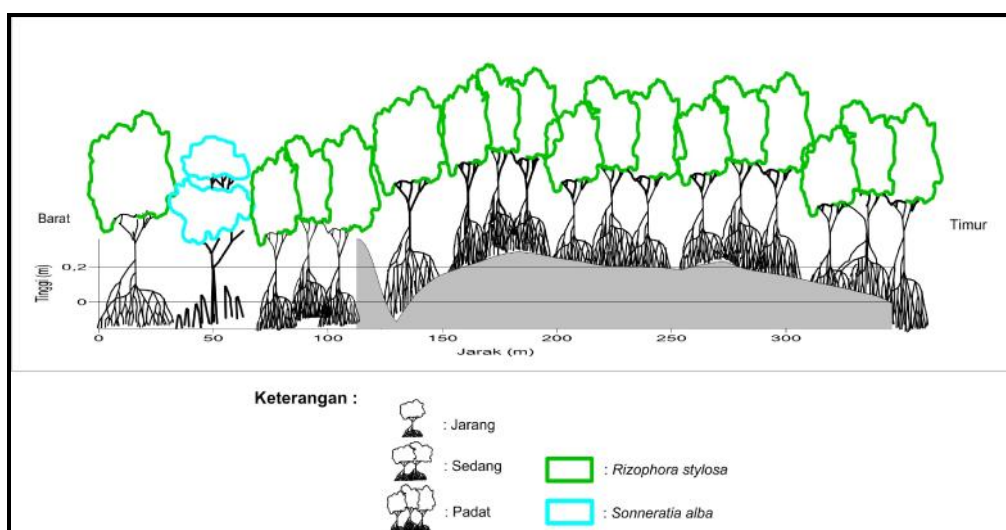 Barat
Timur
Tinggi (m)
0,2
0
0 50 100 150 200 250 300
Jarak (m)
Keterangan :
: Jarang
: Sedang
: Padat
: Rizophora stylosa
: Sonneratia alba